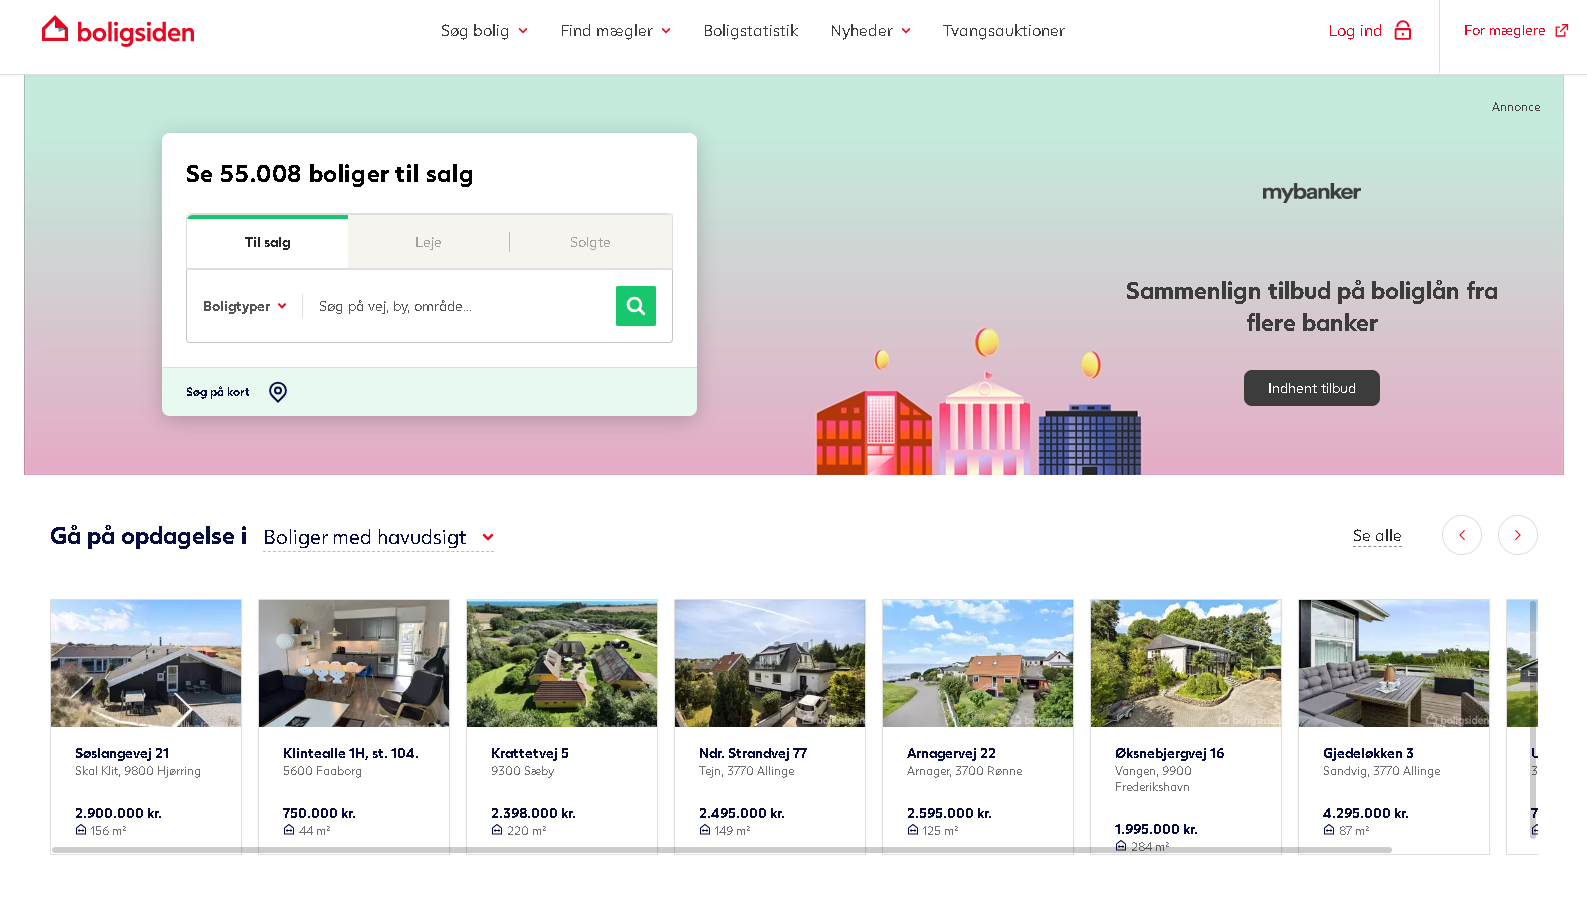 boligsiden
Søg bolig
Find mægler
Boligstatistik
Nyheder
Tvangsauktioner
Log ind
For mæglere
Annonce
Se 55.008 boliger til salg
Til salg
Leje
Solgte
Boligtyper
Søg på vej, by, område...
Søg på kort
mybanker
Sammenlign tilbud på boliglån fra
flere banker
Indhent tilbud
Gå på opdagelse i
Boliger med havudsigt
Se alle
Søslangevej 21
Skal Klit, 9800 Hjørring
2.900.000 kr.
156 m²
Klintealle 1H, st. 104.
5600 Faaborg
750.000 kr.
44 m²
Krattetvej 5
9300 Sæby
2.398.000 kr.
220 m²
boligsiden
Ndr. Strandvej 77
Tejn, 3770 Allinge
2.495.000 kr.
149 m²
boligsiden
Arnagervej 22
Arnager, 3700 Rønne
2.595.000 kr.
125 m²
boligsiden
Øksnebjergvej 16
Vangen, 9900
Frederikshavn
1.995.000 kr.
284 m²
boligsiden
Gjedeløkken 3
Sandvig, 3770 Allinge
4.295.000 kr.
87 m²